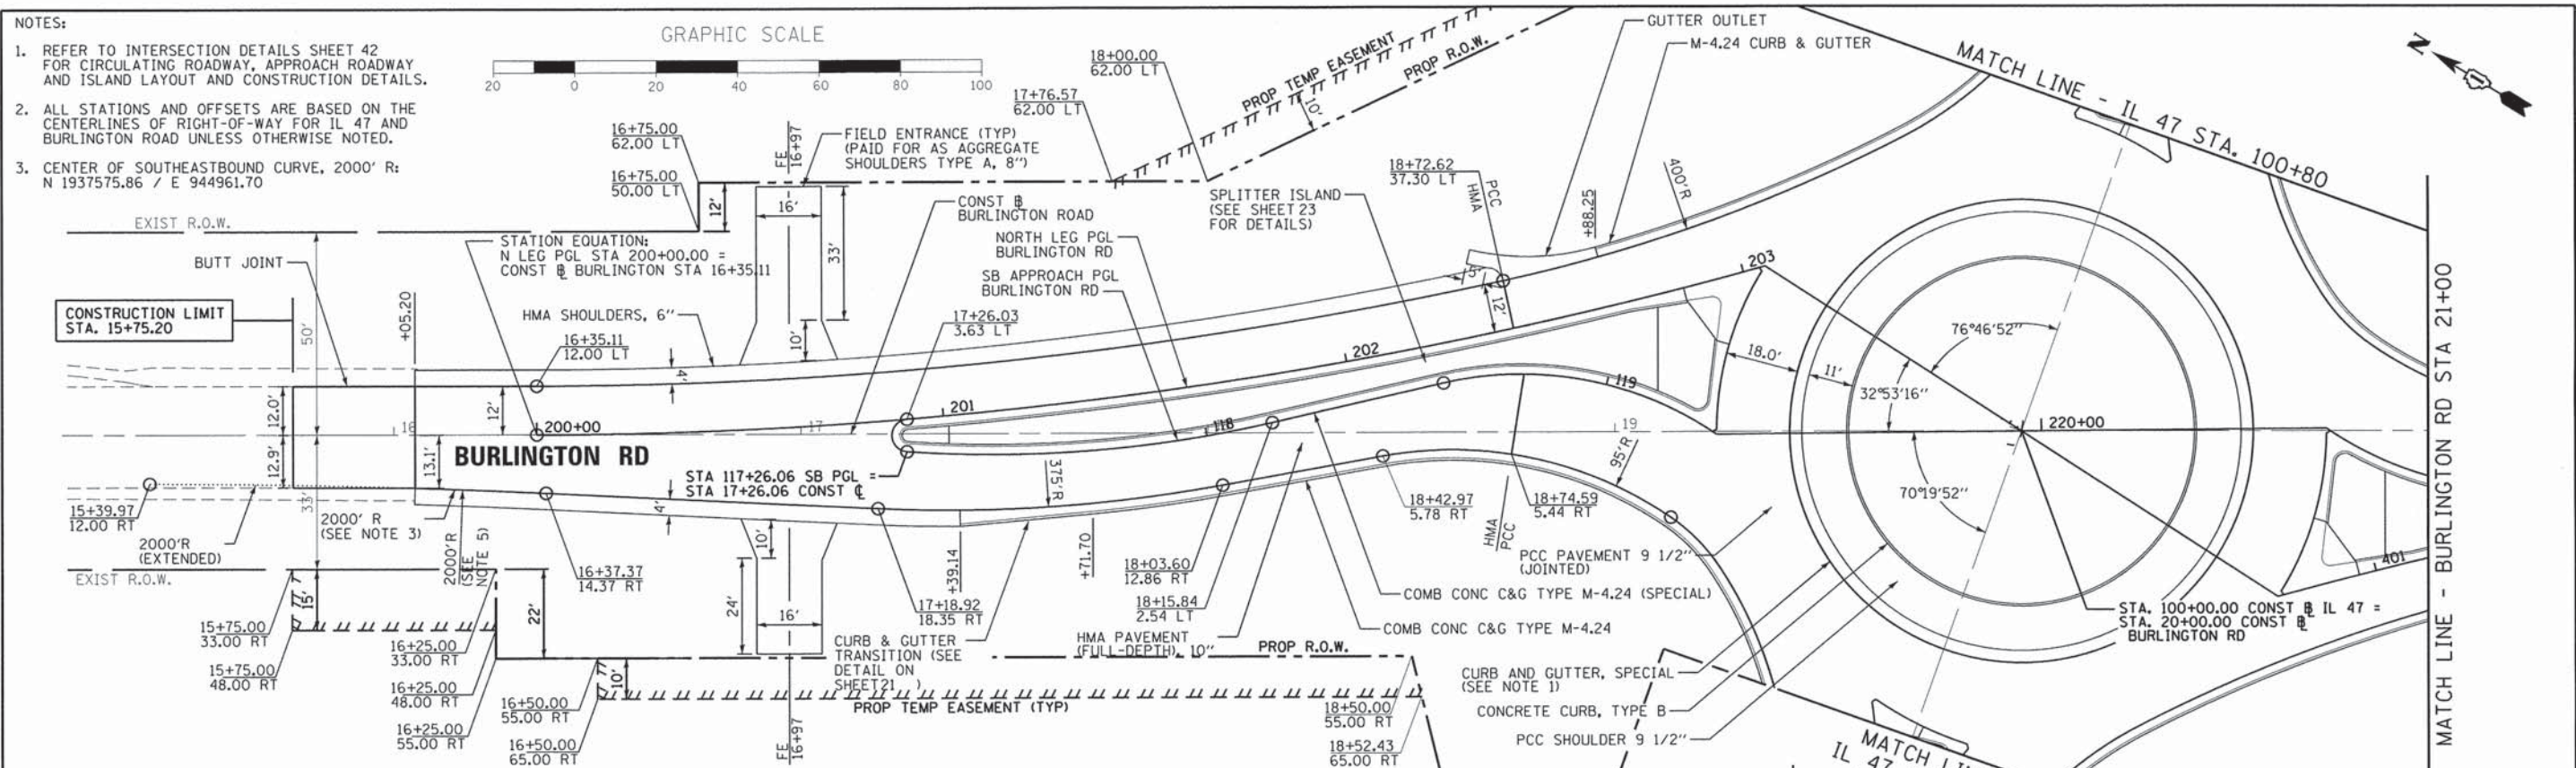 NOTES:
1. REFER TO INTERSECTION DETAILS SHEET 42
FOR CIRCULATING ROADWAY, APPROACH ROADWAY
AND ISLAND LAYOUT AND CONSTRUCTION DETAILS.
2. ALL STATIONS AND OFFSETS ARE BASED ON THE
CENTERLINES OF RIGHT-OF-WAY FOR IL 47 AND
BURLINGTON ROAD UNLESS OTHERWISE NOTED.
3. CENTER OF SOUTHEASTBOUND CURVE, 2000' R:
N 1937575.86 / E 944961.70
GRAPHIC SCALE
20 0 20 40 60 80 100
16+75.00
62.00 LT
16+75.00
50.00 LT
FE
16+97
FIELD ENTRANCE (TYP)
(PAID FOR AS AGGREGATE
SHOULDERS TYPE A, 8")
17+76.57
62.00 LT
18+00.00
62.00 LT
PROP TEMP EASEMENT
10'
PROP R.O.W.
GUTTER OUTLET
M-4.24 CURB & GUTTER
MATCH LINE - IL 47 STA. 100+80
N
EXIST R.O.W.
BUTT JOINT
CONSTRUCTION LIMIT
STA. 15+75.20
50'
+05.20
STATION EQUATION:
N LEG PGL STA 200+00.00 =
CONST ℄ BURLINGTON STA 16+35.11
12'
16'
33'
10'
HMA SHOULDERS, 6"
16+35.11
12.00 LT
4'
CONST ℄
BURLINGTON ROAD
NORTH LEG PGL
BURLINGTON RD
SB APPROACH PGL
BURLINGTON RD
17+26.03
3.63 LT
SPLITTER ISLAND
(SEE SHEET 23
FOR DETAILS)
18+72.62
37.30 LT
PCC
HMA
+88.25
400'R
5'
12'
203
202
201
119
118
18.0'
11'
76°46'52"
32°53'16"
70°19'52"
220+00
19
17
16
200+00
12'
12.0'
12.9'
13.1'
33'
BURLINGTON RD
STA 117+26.06 SB PGL =
STA 17+26.06 CONST ℄
375'R
95'R
15+39.97
12.00 RT
2000'R
(EXTENDED)
2000' R
(SEE NOTE 3)
2000'R
(SEE
NOTE 5)
4'
16+37.37
14.37 RT
10'
24'
16'
17+18.92
18.35 RT
+39.14
+71.70
18+03.60
12.86 RT
18+15.84
2.54 LT
18+42.97
5.78 RT
HMA
PCC
18+74.59
5.44 RT
PCC PAVEMENT 9 1/2"
(JOINTED)
COMB CONC C&G TYPE M-4.24 (SPECIAL)
COMB CONC C&G TYPE M-4.24
HMA PAVEMENT
(FULL-DEPTH), 10"
PROP R.O.W.
CURB & GUTTER
TRANSITION (SEE
DETAIL ON
SHEET21 )
EXIST R.O.W.
15'
22'
10'
15+75.00
33.00 RT
15+75.00
48.00 RT
16+25.00
33.00 RT
16+25.00
48.00 RT
16+25.00
55.00 RT
16+50.00
55.00 RT
16+50.00
65.00 RT
FE
16+97
PROP TEMP EASEMENT (TYP)
18+50.00
55.00 RT
18+52.43
65.00 RT
CURB AND GUTTER, SPECIAL
(SEE NOTE 1)
CONCRETE CURB, TYPE B
PCC SHOULDER 9 1/2"
STA. 100+00.00 CONST ℄ IL 47 =
STA. 20+00.00 CONST ℄
BURLINGTON RD
401
MATCH LINE - BURLINGTON RD STA 21+00
MATCH
IL 47